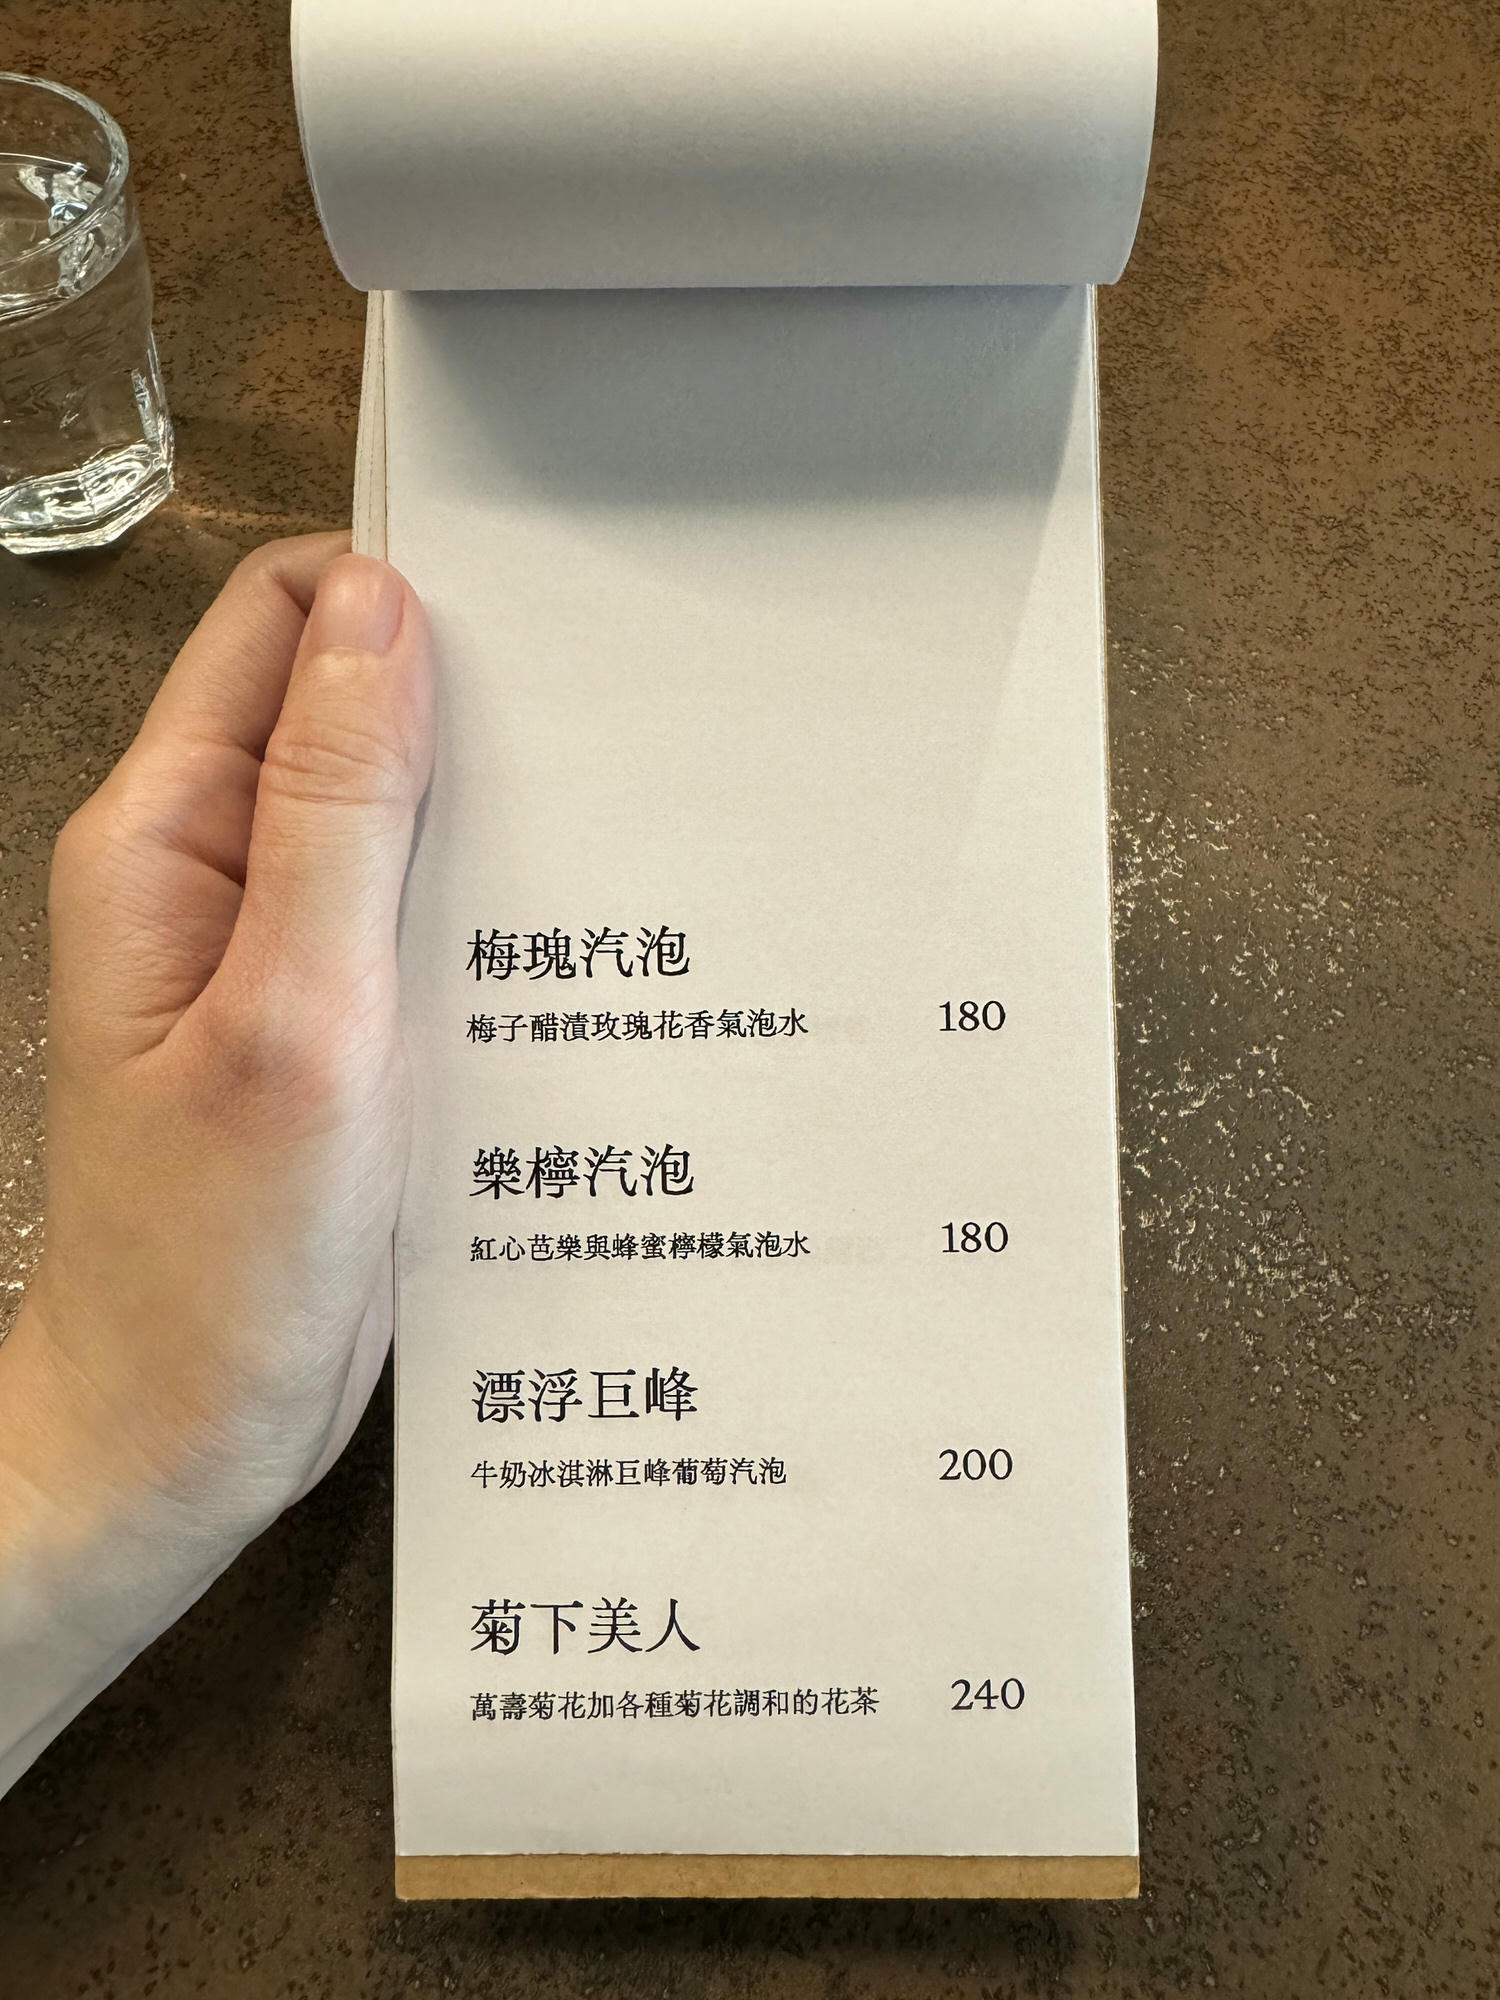 梅瑰汽泡
梅子醋漬玫瑰花香氣泡水 180
樂檸汽泡
紅心芭樂與蜂蜜檸檬氣泡水 180
漂浮巨峰
牛奶冰淇淋巨峰葡萄汽泡 200
菊下美人
萬壽菊花加各種菊花調和的花茶 240